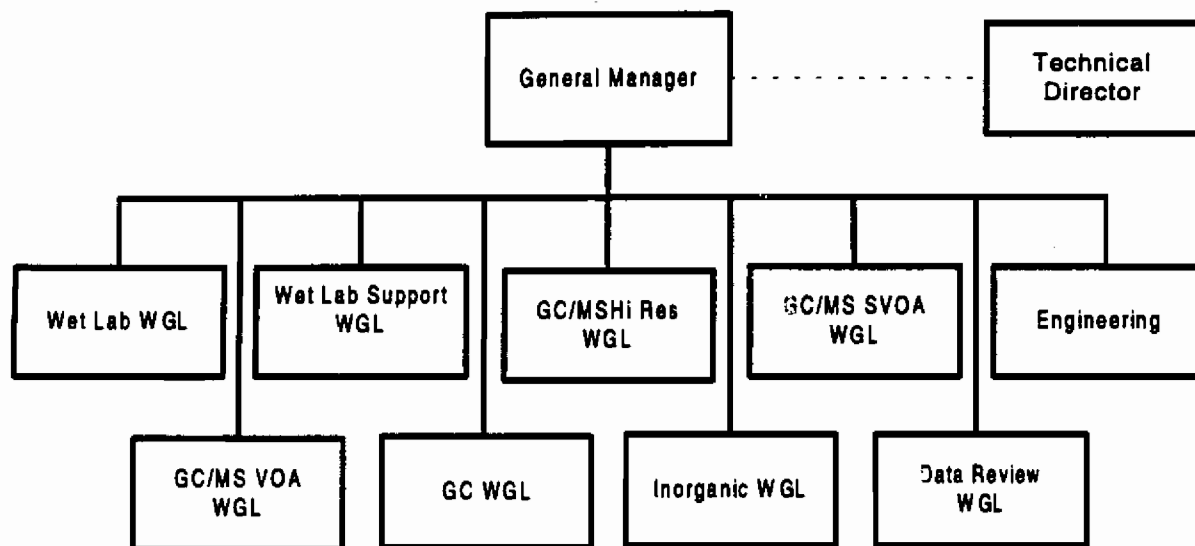 General Manager
Technical
Director
Wet Lab WGL
Wet Lab Support
WGL
GC/MSHi Res
WGL
GC/MS SVOA
WGL
Engineering
GC/MS VOA
WGL
GC WGL
Inorganic WGL
Data Review
WGL